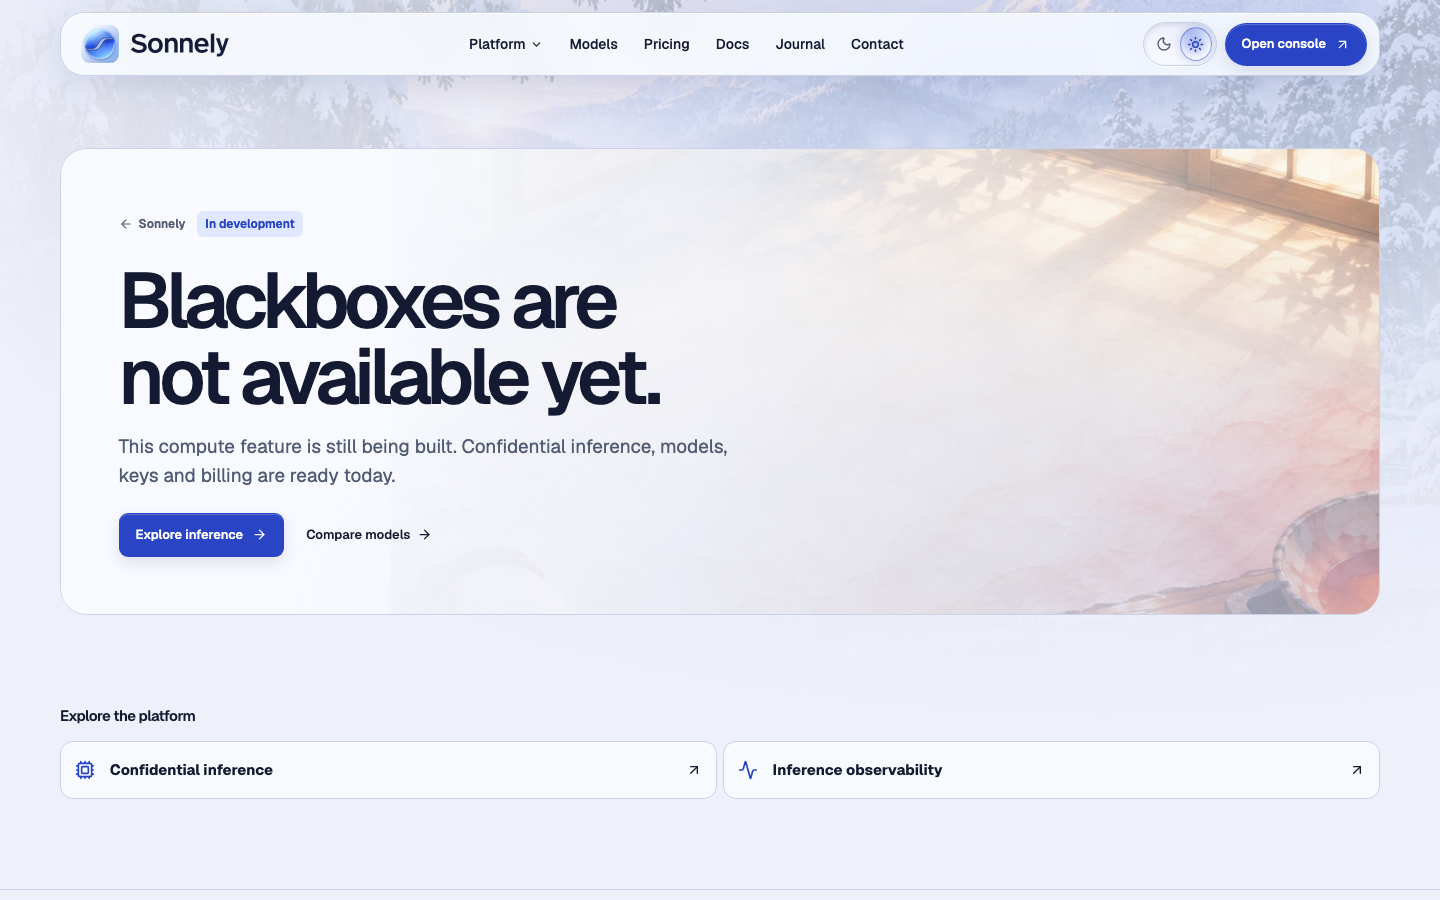 Sonnely
Platform
Models
Pricing
Docs
Journal
Contact
Open console
Sonnely
In development
Blackboxes are
not available yet.
This compute feature is still being built. Confidential inference, models,
keys and billing are ready today.
Explore inference
Compare models
Explore the platform
Confidential inference
Inference observability